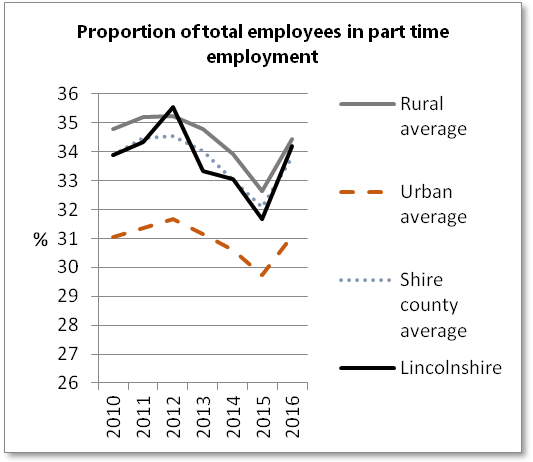 Proportion of total employees in part time
employment
36
35
34
33
32
31
30
29
28
27
26
%
2010
2011
2012
2013
2014
2015
2016
Rural
average
Urban
average
Shire
county
average
Lincolnshire